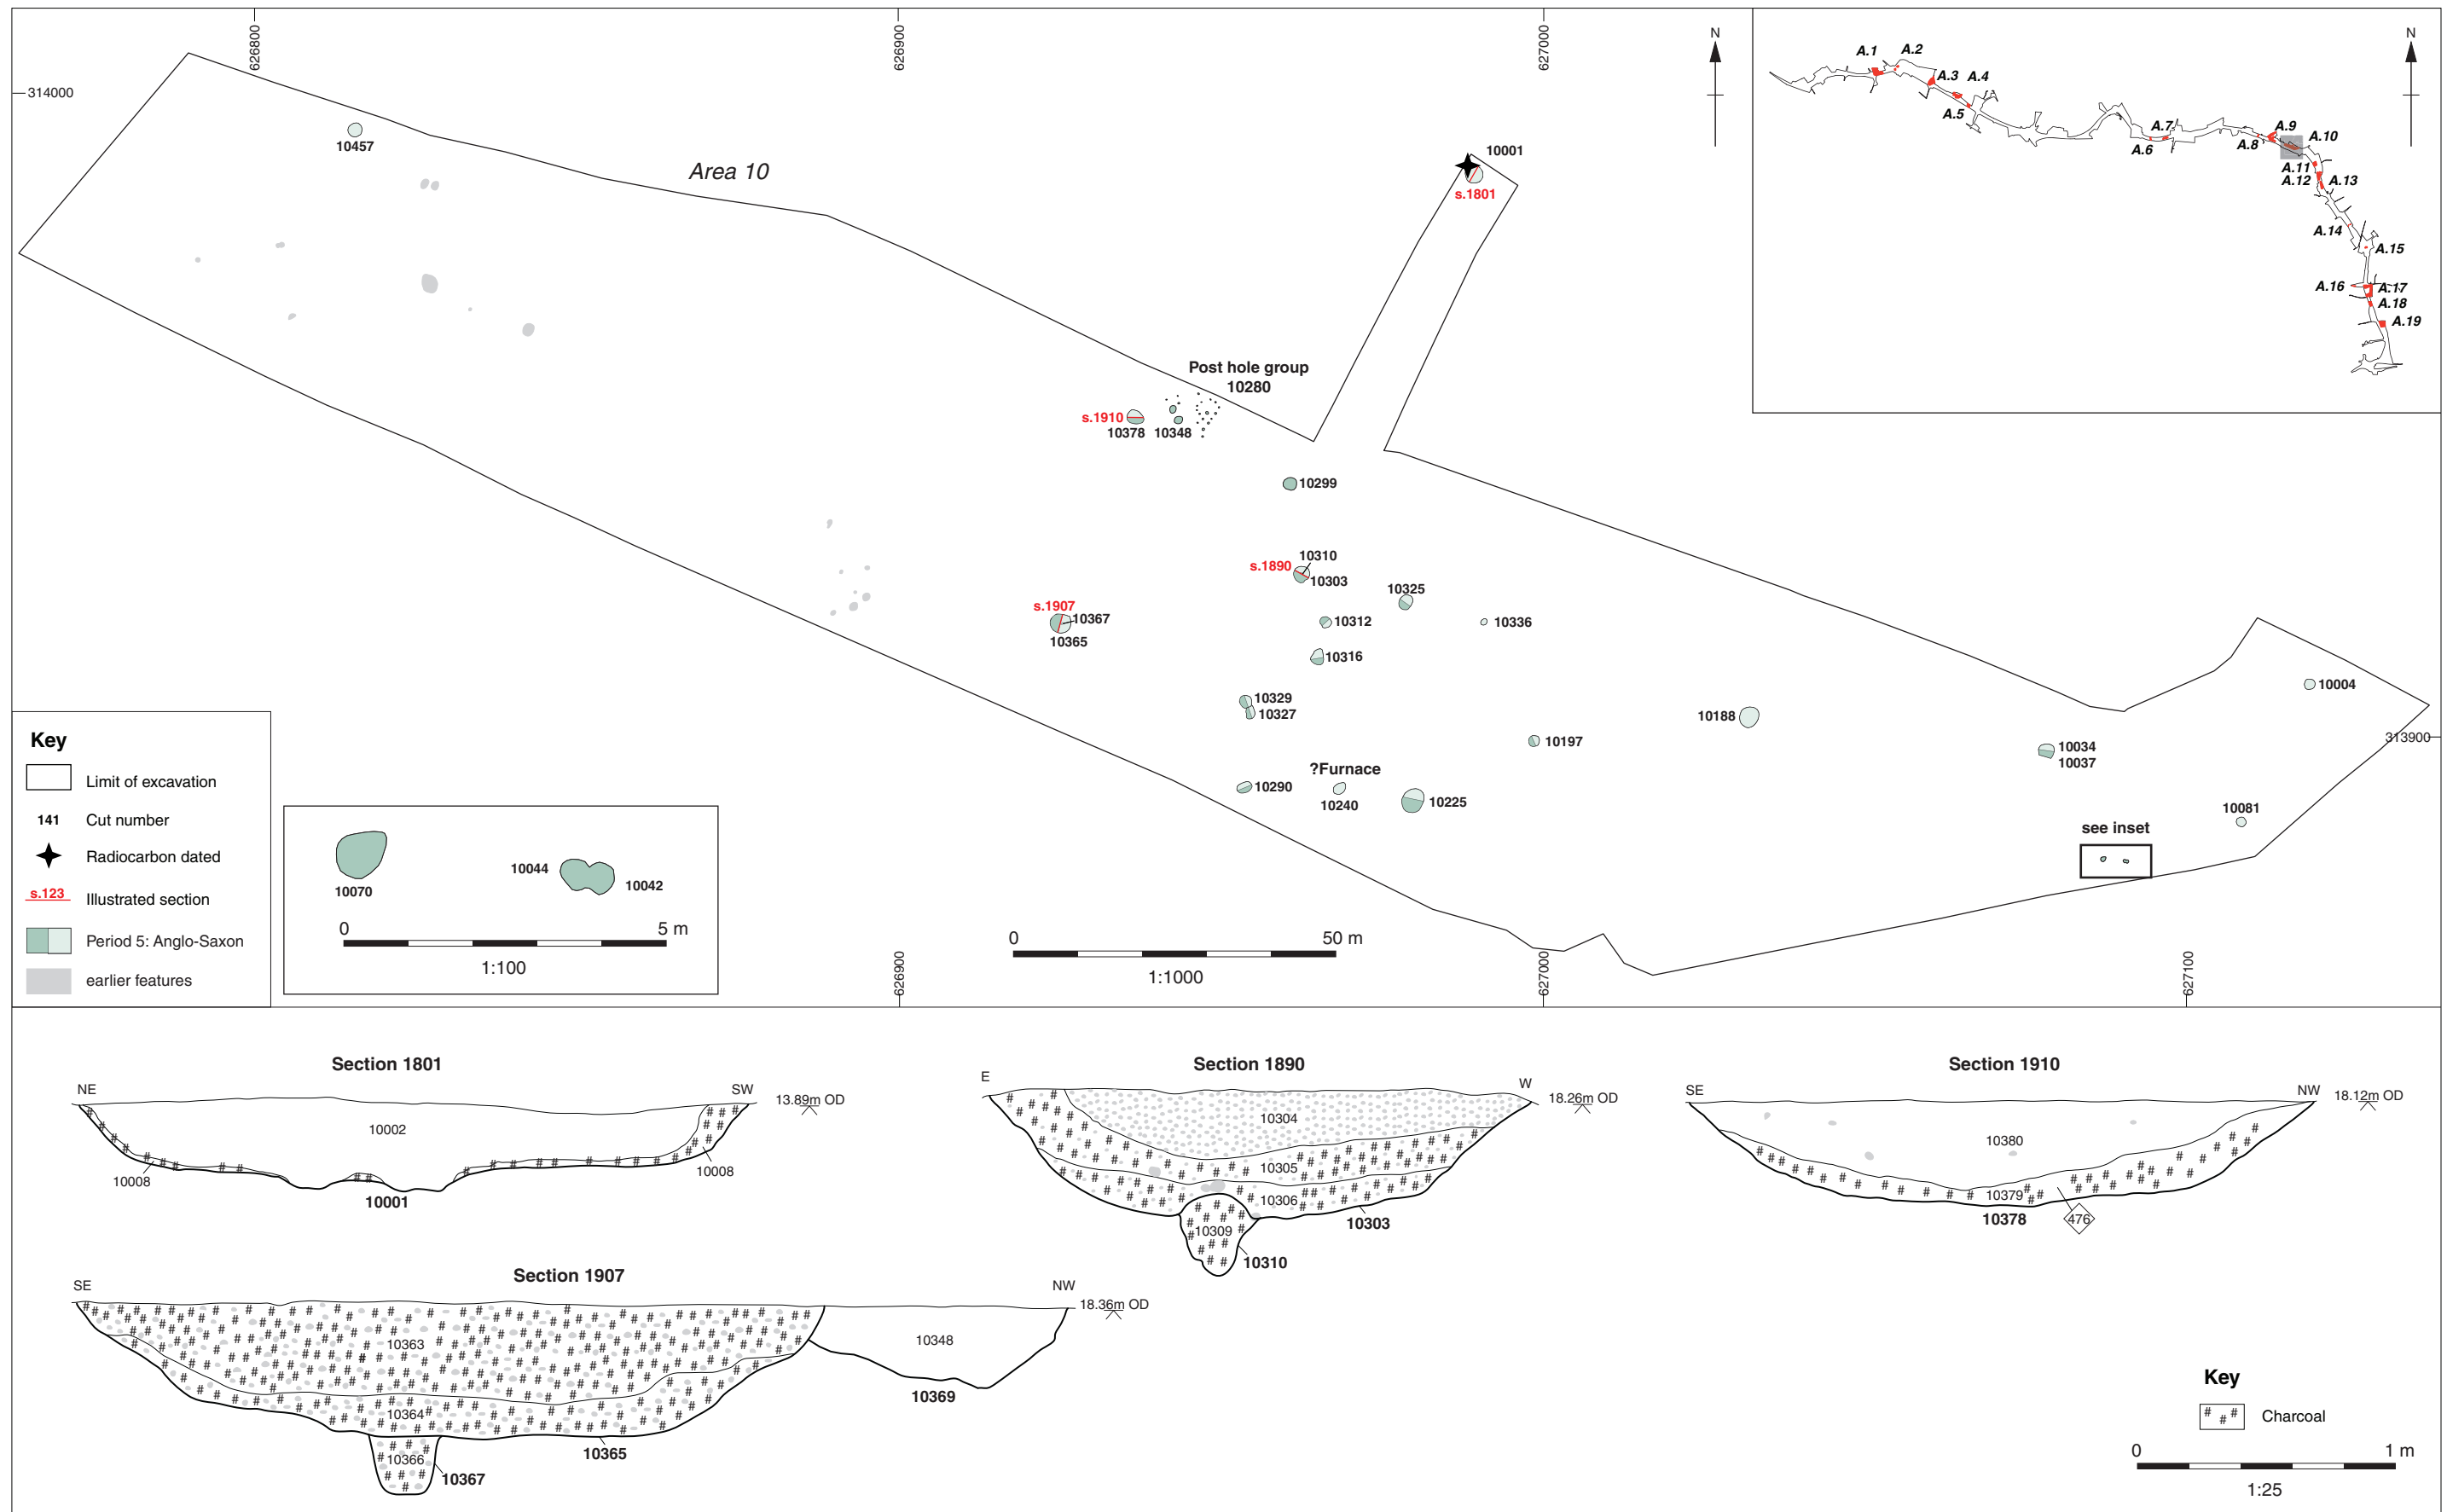 626800
626900
627000
N
314000
10457
Area 10
10001
s.1801
Post hole group
10280
s.1910
10378
10348
10299
10310
s.1890
10303
10325
s.1907
10367
10365
10312
10336
10316
10329
10327
10004
10188
10197
10034
10037
313900
?Furnace
10290
10240
10225
10081
see inset
626900
627000
627100
0
50 m
1:1000
N
A.1
A.2
A.3
A.4
A.5
A.6
A.7
A.8
A.9
A.10
A.11
A.12
A.13
A.14
A.15
A.16
A.17
A.18
A.19
Key
Limit of excavation
141
Cut number
Radiocarbon dated
s.123
Illustrated section
Period 5: Anglo-Saxon
earlier features
10070
10044
10042
0
5 m
1:100
Section 1801
NE
SW
13.89m OD
10002
10008
10008
10001
Section 1890
E
W
18.26m OD
10304
10305
10306
10309
10303
10310
Section 1910
SE
NW
18.12m OD
10380
10379
10378
476
Section 1907
SE
NW
18.36m OD
10363
10348
10364
10369
10366
10365
10367
Key
Charcoal
0
1 m
1:25